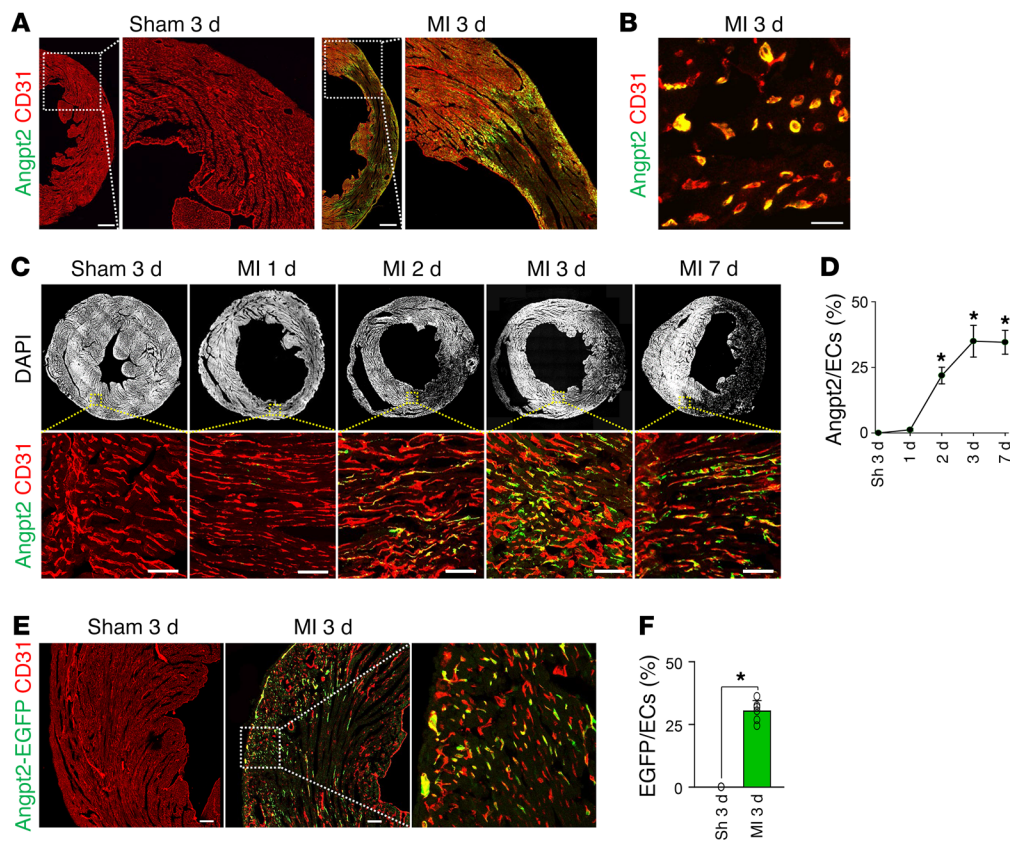 A
Sham 3 d
MI 3 d
Angpt2 CD31
B
MI 3 d
Angpt2 CD31
C
Sham 3 d
MI 1 d
MI 2 d
MI 3 d
MI 7 d
DAPI
Angpt2 CD31
D
Angpt2/ECs (%)
50
25
0
Sh 3 d
1 d
2 d
3 d
7 d
*
*
*
E
Sham 3 d
MI 3 d
Angpt2-EGFP CD31
F
EGFP/ECs (%)
50
25
0
*
Sh 3 d
MI 3 d